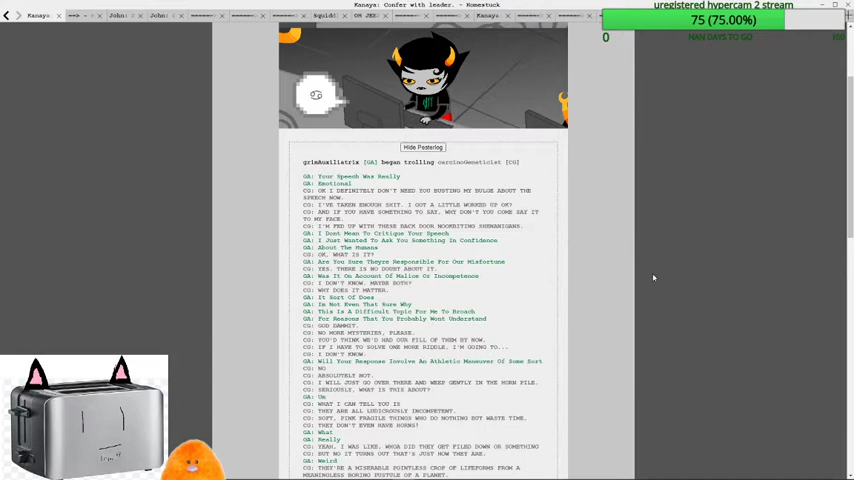 Kanaya: Confer with leader. - Homestuck
unregistered hypercam 2 stream
Kanaya
==> -
John:
John:
Squid!
OH JEE
Kanaya
75 (75.00%)
0
NAN DAYS TO GO
100
Hide Pesterlog
grimAuxiliatrix [GA] began trolling carcinoGeneticist [CG]
GA: Your Speech Was Really
GA: Emotional
CG: OK I DEFINITELY DON'T NEED YOU BUSTING MY BULGE ABOUT THE
SPEECH NOW.
CG: I'VE TAKEN ENOUGH SHIT. I GOT A LITTLE WORKED UP OK?
CG: AND IF YOU HAVE SOMETHING TO SAY, WHY DON'T YOU COME SAY IT
TO MY FACE.
CG: I'M FED UP WITH THESE BACK DOOR NOOKBITING SHENANIGANS.
GA: I Dont Mean To Critique Your Speech
GA: I Just Wanted To Ask You Something In Confidence
GA: About The Humans
CG: OK, WHAT IS IT?
GA: Are You Sure Theyre Responsible For Our Misfortune
CG: YES. THERE IS NO DOUBT ABOUT IT.
GA: Was It On Account Of Malice Or Incompetence
CG: I DON'T KNOW. MAYBE BOTH?
CG: WHY DOES IT MATTER.
GA: It Sort Of Does
GA: Im Not Even That Sure Why
GA: This Is A Difficult Topic For Me To Broach
GA: For Reasons That You Probably Wont Understand
CG: GOD DAMMIT.
CG: NO MORE MYSTERIES, PLEASE.
CG: YOU'D THINK WE'D HAD OUR FILL OF THEM BY NOW.
CG: IF I HAVE TO SOLVE ONE MORE RIDDLE, I'M GOING TO...
CG: I DON'T KNOW.
GA: Will Your Response Involve An Athletic Maneuver Of Some Sort
CG: NO
CG: ABSOLUTELY NOT.
CG: I WILL JUST GO OVER THERE AND WEEP GENTLY IN THE HORN PILE.
CG: SERIOUSLY, WHAT IS THIS ABOUT?
GA: Um
CG: WHAT I CAN TELL YOU IS
CG: THEY ARE ALL LUDICROUSLY INCOMPETENT.
CG: SOFT, PINK FRAGILE THINGS WHO DO NOTHING BUT WASTE TIME.
CG: THEY DON'T EVEN HAVE HORNS!
GA: What
GA: Really
CG: YEAH, I WAS LIKE, WHOA DID THEY GET FILED DOWN OR SOMETHING
CG: BUT NO IT TURNS OUT THAT'S JUST HOW THEY ARE.
GA: Weird
CG: THEY'RE A MISERABLE POINTLESS CROP OF LIFEFORMS FROM A
MEANINGLESS BORING PUSTULE OF A PLANET.